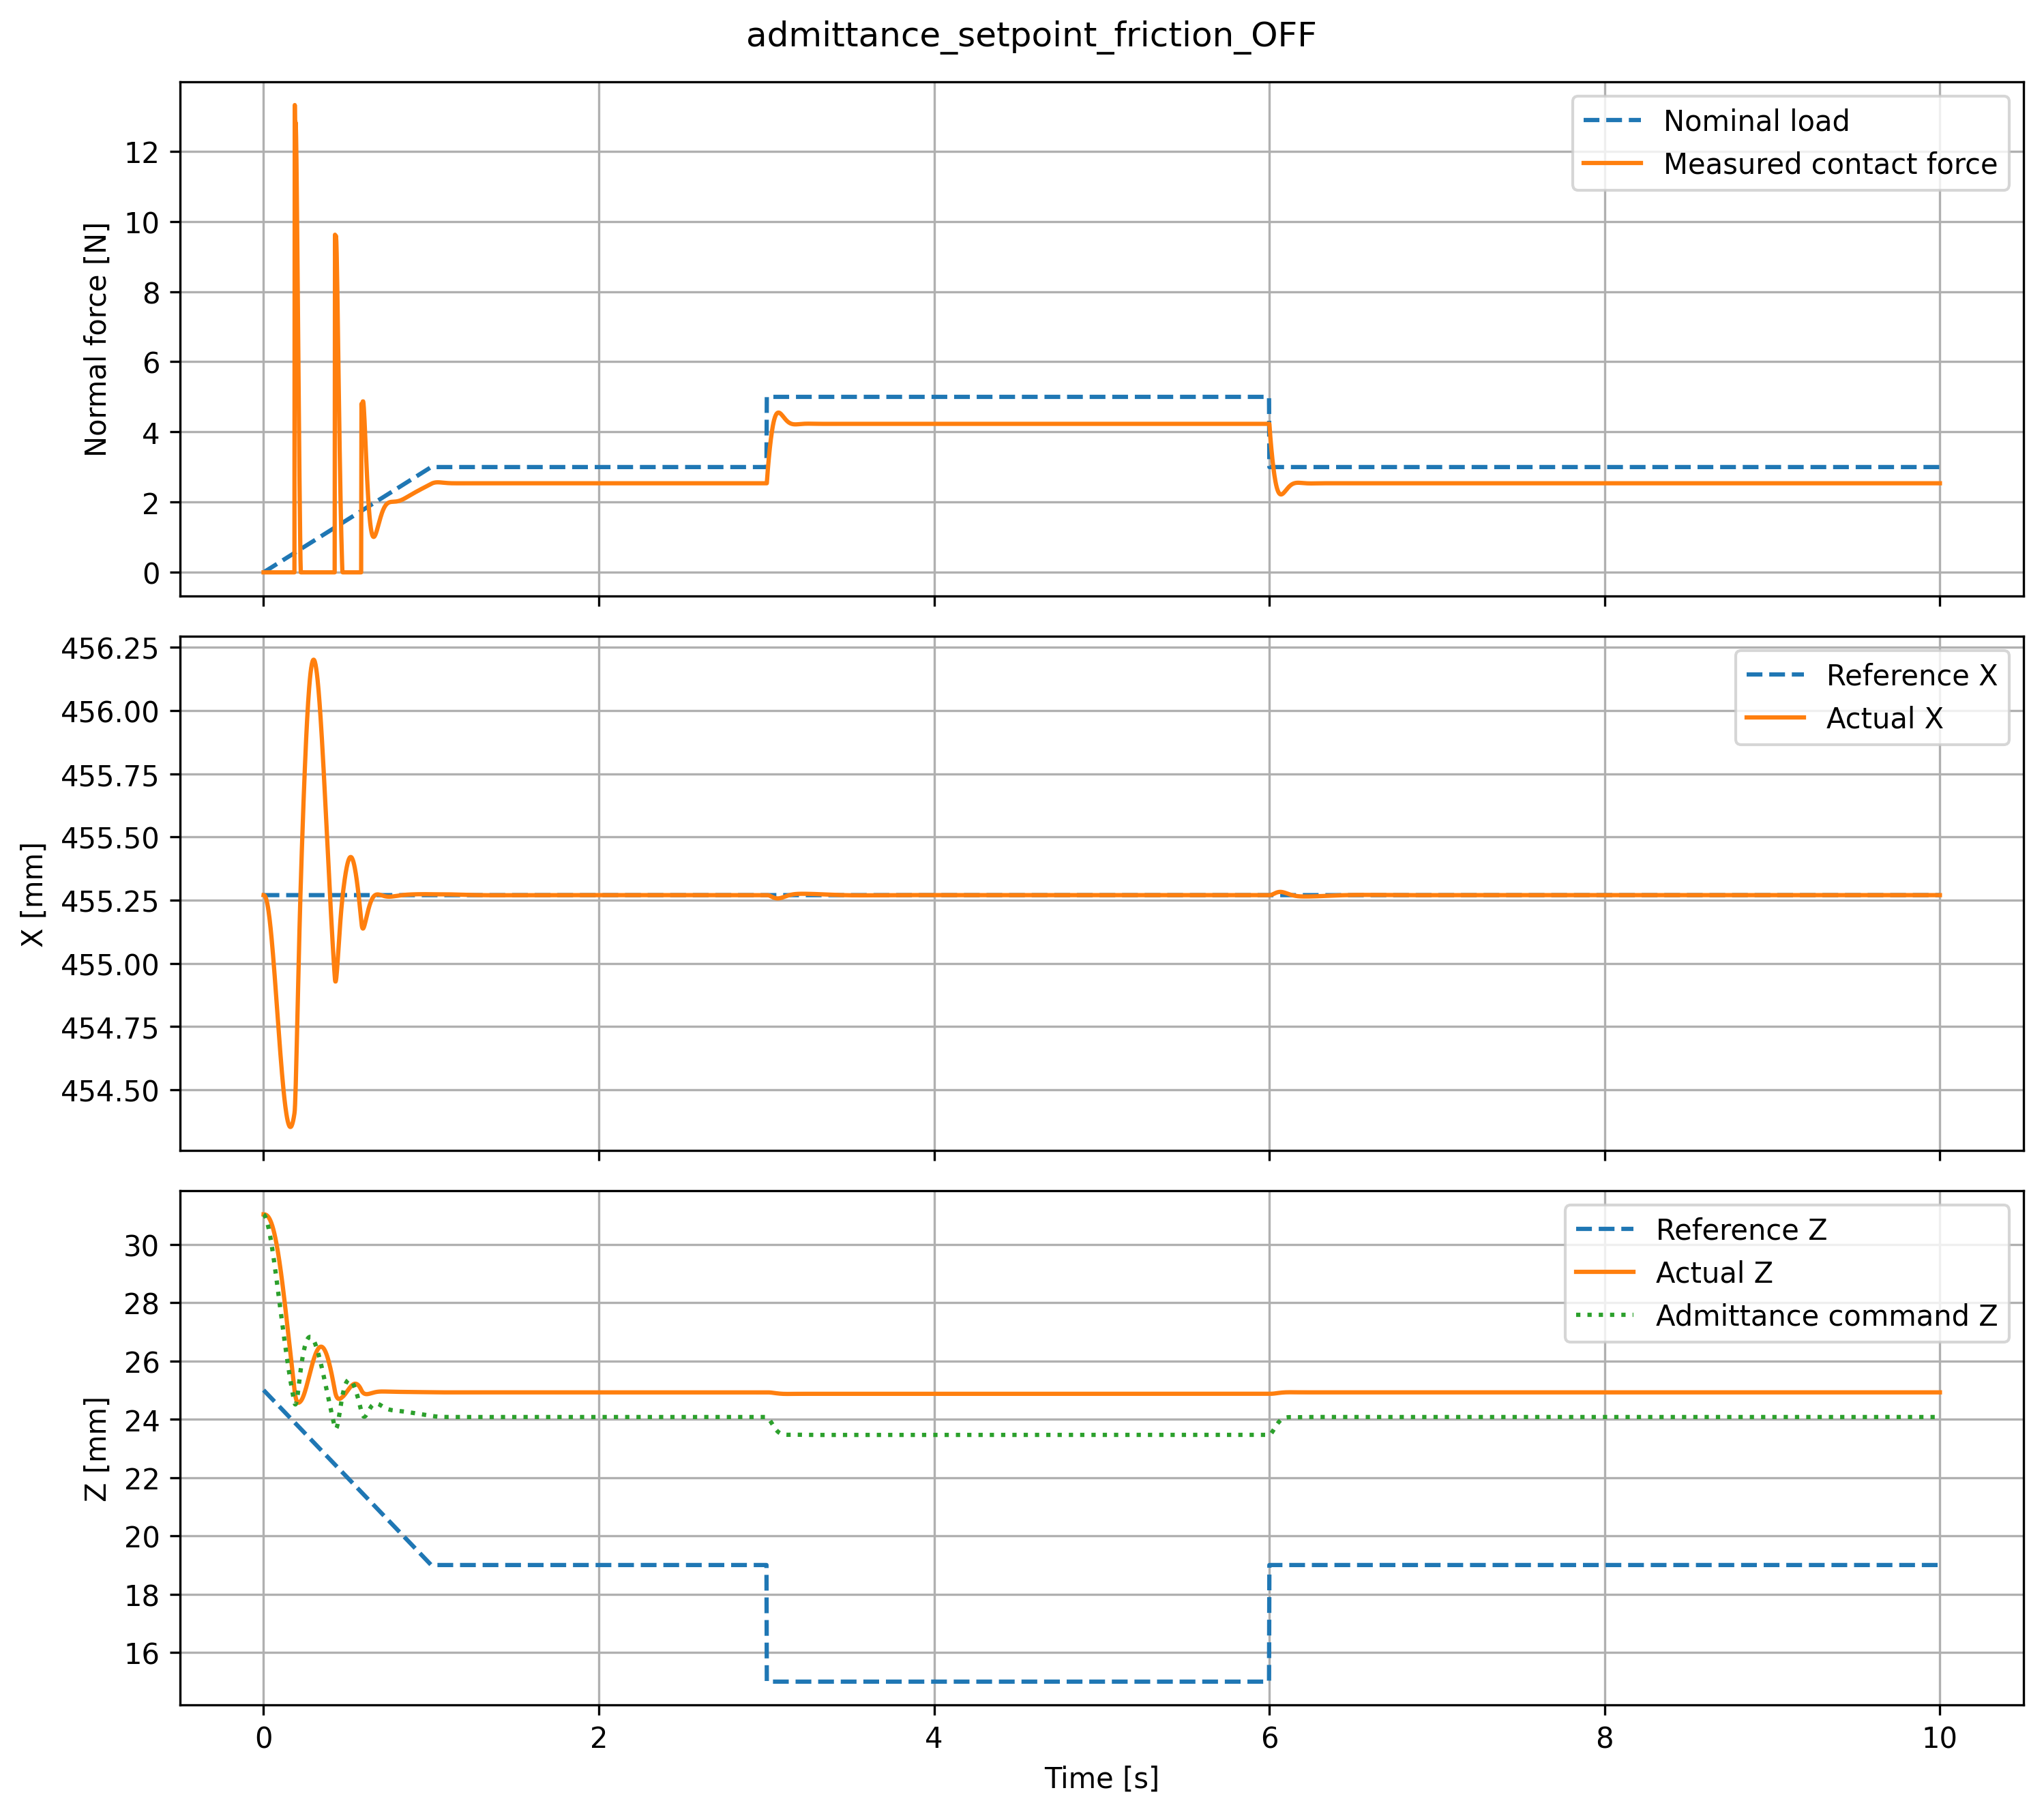 admittance_setpoint_friction_OFF
Normal force [N]
12
10
8
6
4
2
0
Nominal load
Measured contact force
X [mm]
456.25
456.00
455.75
455.50
455.25
455.00
454.75
454.50
Reference X
Actual X
Z [mm]
30
28
26
24
22
20
18
16
Reference Z
Actual Z
Admittance command Z
0 2 4 6 8 10
Time [s]